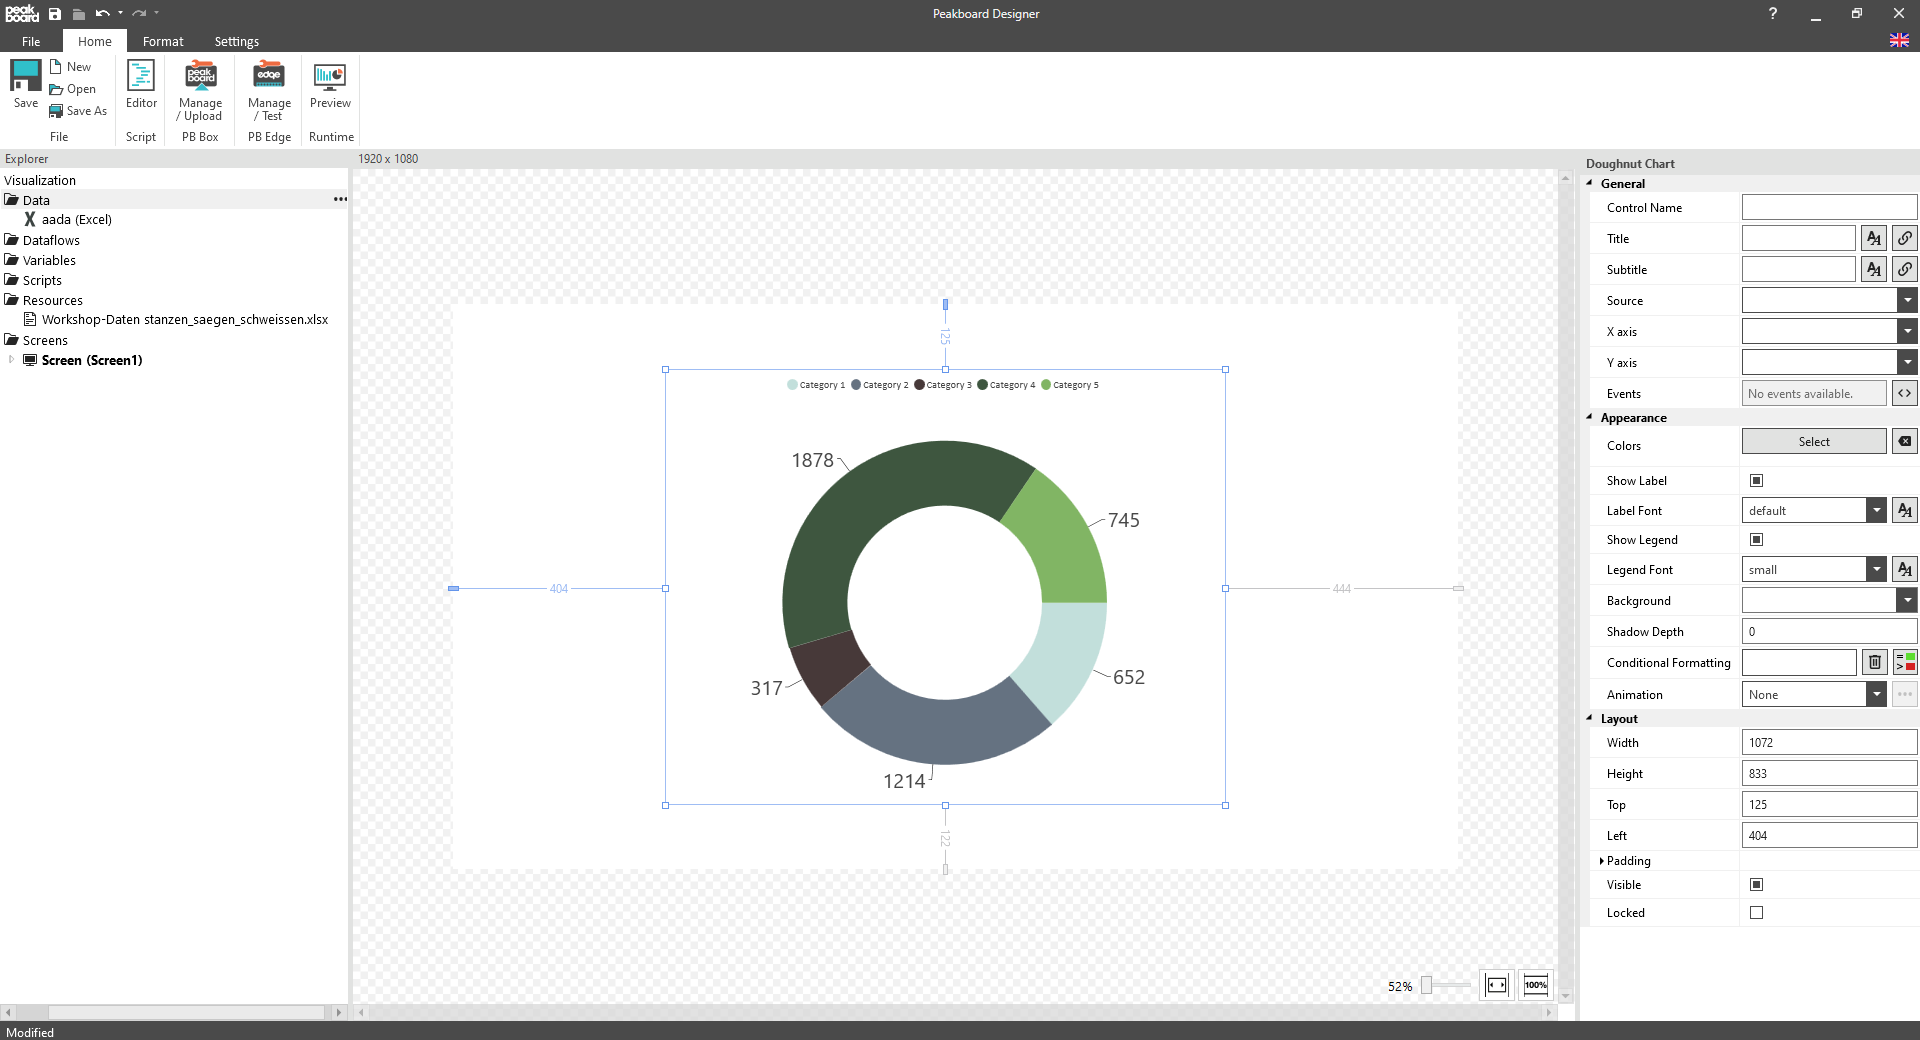 peak board
Peakboard Designer
?
File
Home
Format
Settings
Save
New
Open
Save As
File
Editor
Script
peak board
Manage / Upload
PB Box
edge
Manage / Test
PB Edge
Preview
Runtime
Explorer
Visualization
Data
aada (Excel)
Dataflows
Variables
Scripts
Resources
Workshop-Daten stanzen_saegen_schweissen.xlsx
Screens
Screen (Screen1)
1920 x 1080
125
Category 1 Category 2 Category 3 Category 4 Category 5
1878
745
404
444
652
317
1214
122
52%
100%
Doughnut Chart
General
Control Name
Title
Subtitle
Source
X axis
Y axis
Events No events available.
Appearance
Colors Select
Show Label
Label Font default
Show Legend
Legend Font small
Background
Shadow Depth 0
Conditional Formatting
Animation None
Layout
Width 1072
Height 833
Top 125
Left 404
Padding
Visible
Locked
Modified